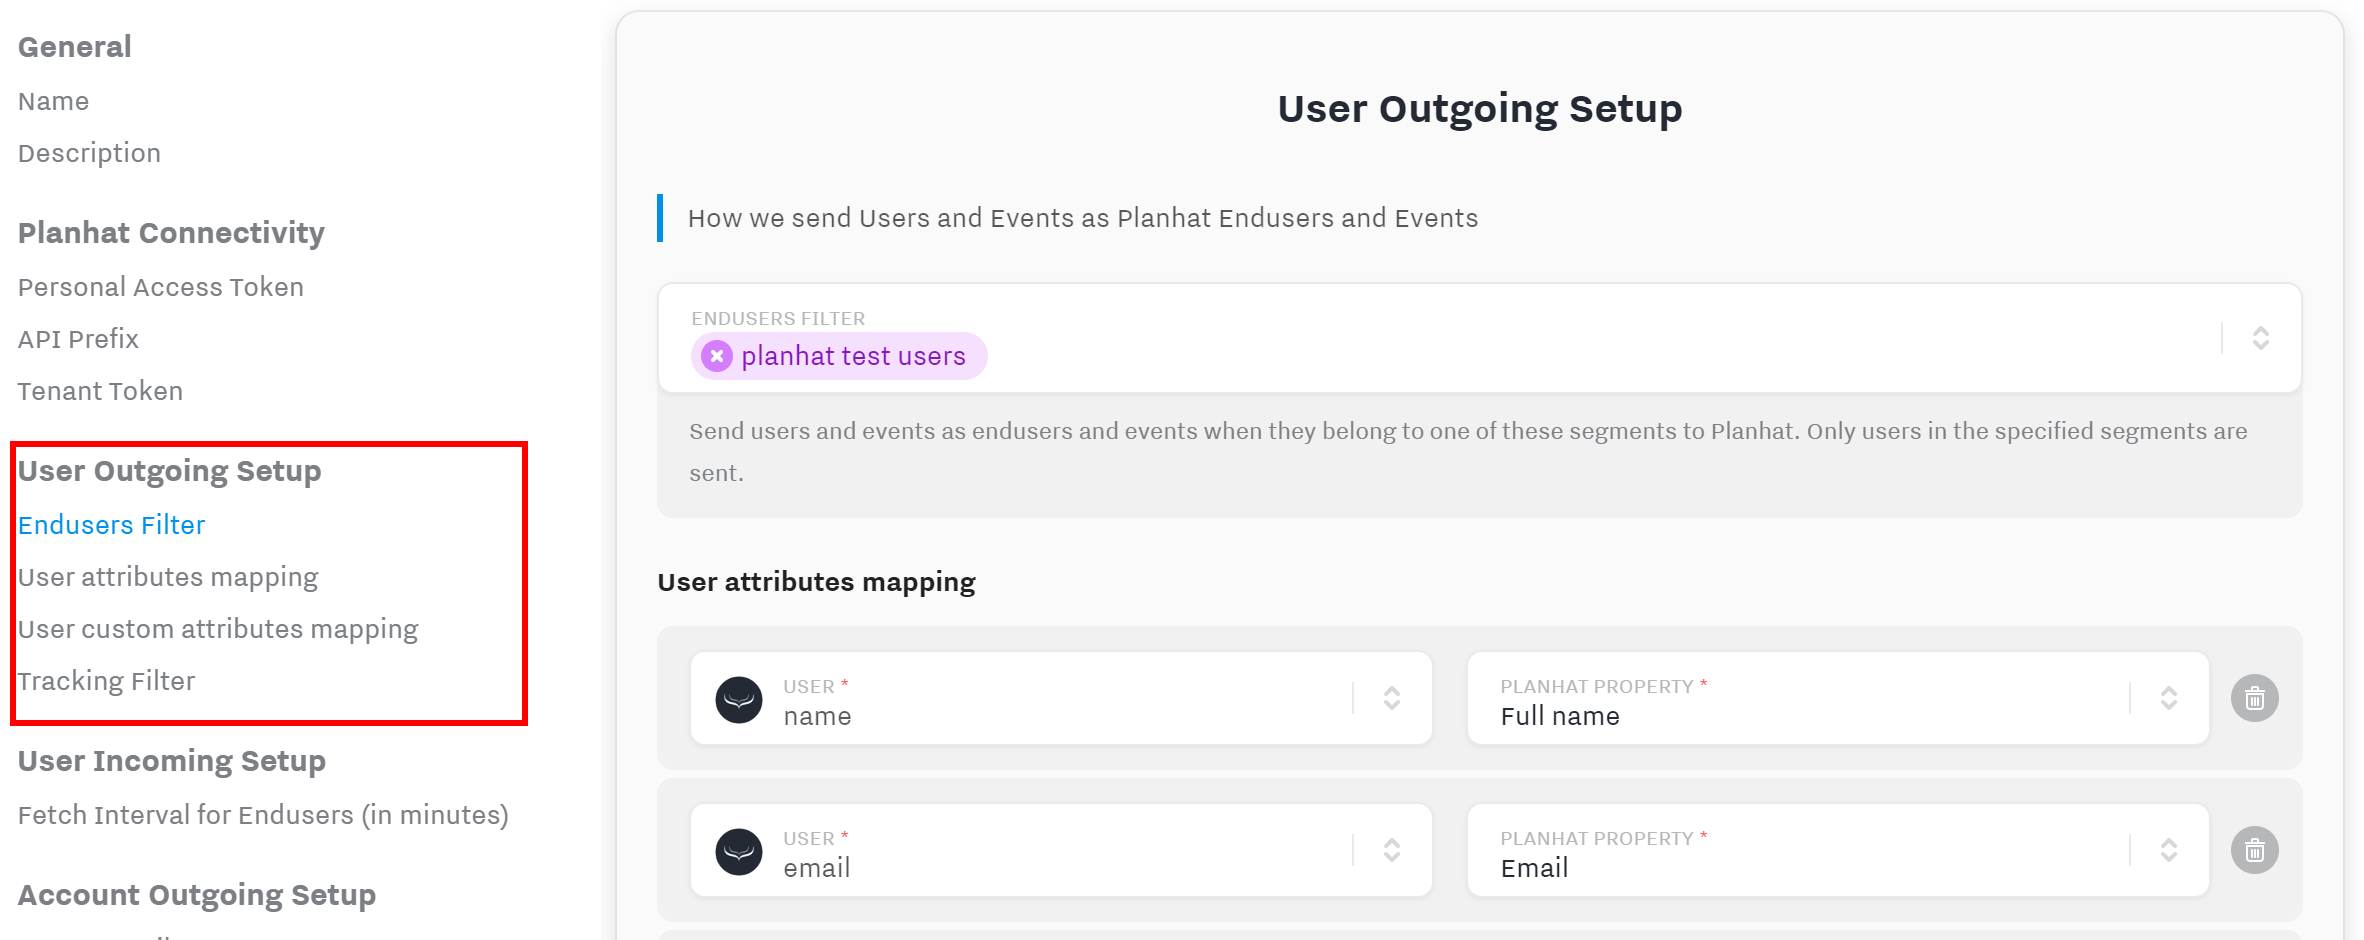 General
Name
Description
Planhat Connectivity
Personal Access Token
API Prefix
Tenant Token
User Outgoing Setup
Endusers Filter
User attributes mapping
User custom attributes mapping
Tracking Filter
User Incoming Setup
Fetch Interval for Endusers (in minutes)
Account Outgoing Setup
User Outgoing Setup
How we send Users and Events as Planhat Endusers and Events
ENDUSERS FILTER
planhat test users
Send users and events as endusers and events when they belong to one of these segments to Planhat. Only users in the specified segments are
sent.
User attributes mapping
USER *
name
PLANHAT PROPERTY *
Full name
USER *
email
PLANHAT PROPERTY *
Email